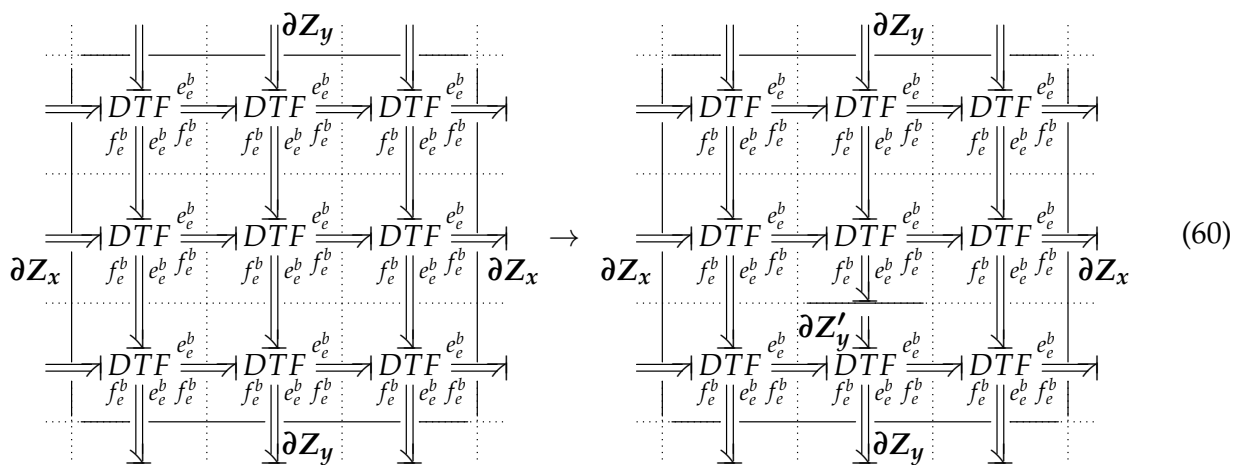 ∂Z_y ∂Z_y
e_e^b e_e^b e_e^b e_e^b e_e^b e_e^b
DTF DTF DTF DTF DTF DTF
f_e^b e_e^b f_e^b f_e^b e_e^b f_e^b f_e^b e_e^b f_e^b f_e^b e_e^b f_e^b f_e^b e_e^b f_e^b f_e^b e_e^b f_e^b
e_e^b e_e^b e_e^b e_e^b e_e^b e_e^b
DTF DTF DTF → DTF DTF DTF (60)
∂Z_x f_e^b e_e^b f_e^b f_e^b e_e^b f_e^b f_e^b e_e^b f_e^b ∂Z_x ∂Z_x f_e^b e_e^b f_e^b f_e^b e_e^b f_e^b f_e^b e_e^b f_e^b ∂Z_x
∂Z'_y
e_e^b e_e^b e_e^b e_e^b e_e^b e_e^b
DTF DTF DTF DTF DTF DTF
f_e^b e_e^b f_e^b f_e^b e_e^b f_e^b f_e^b e_e^b f_e^b f_e^b e_e^b f_e^b f_e^b e_e^b f_e^b f_e^b e_e^b f_e^b
∂Z_y ∂Z_y